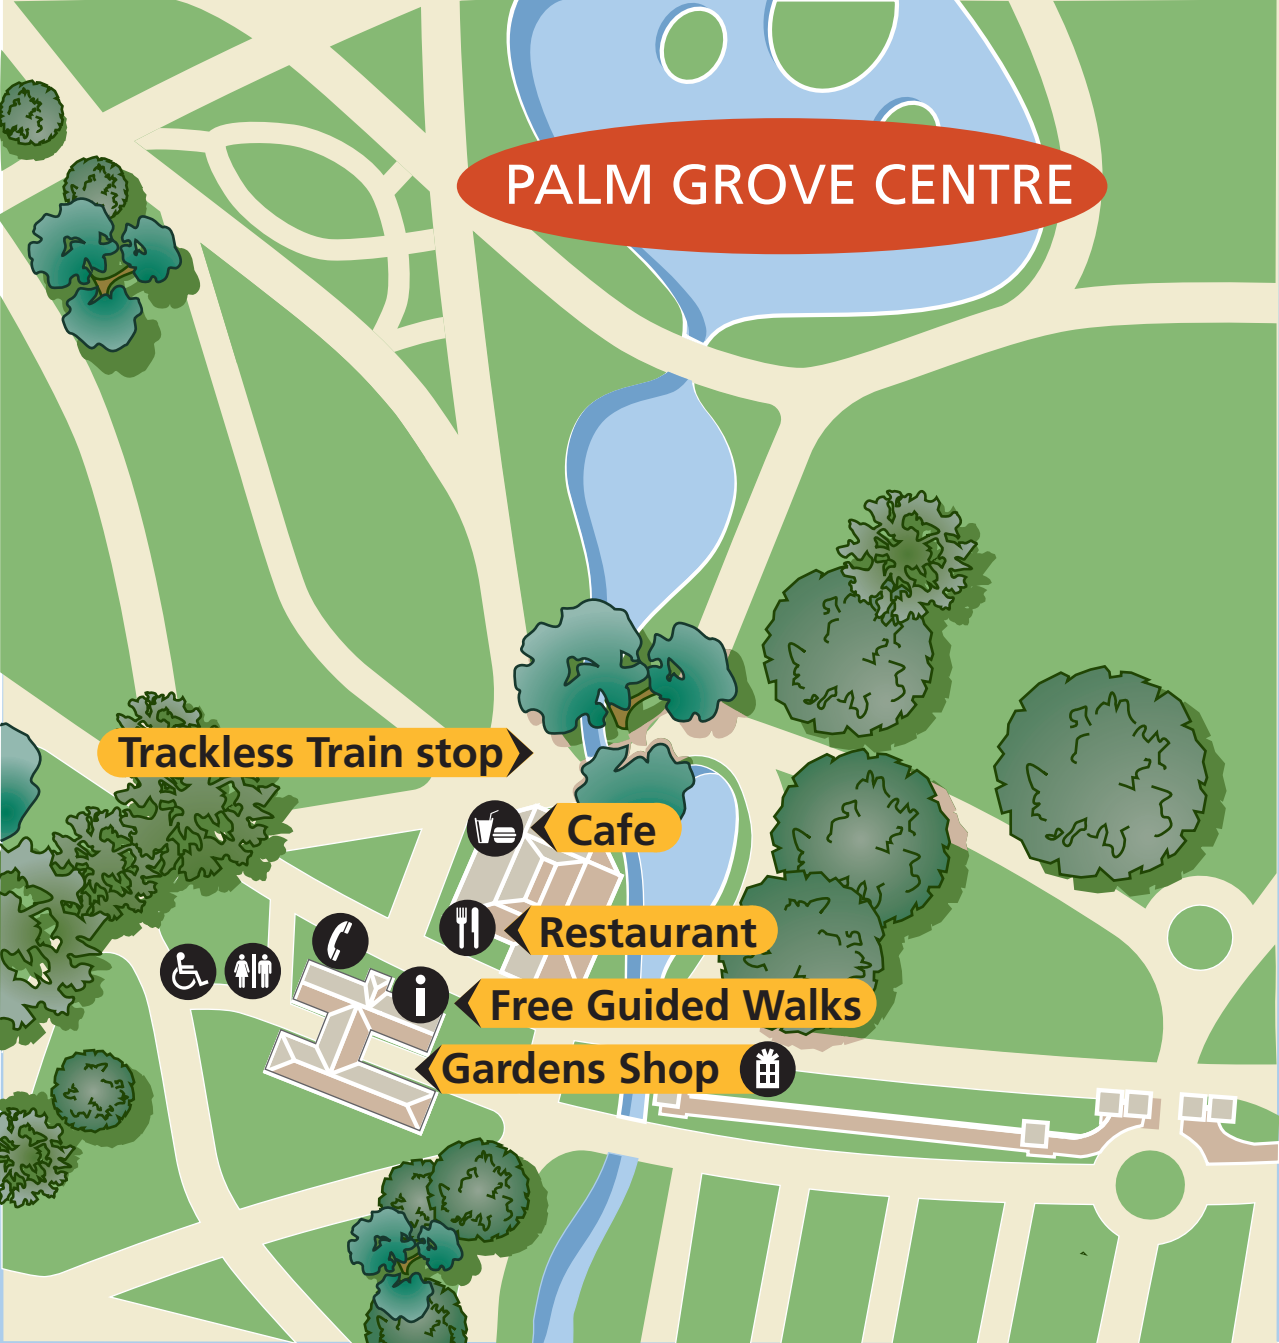 PALM GROVE CENTRE
Trackless Train stop
Cafe
Restaurant
Free Guided Walks
Gardens Shop